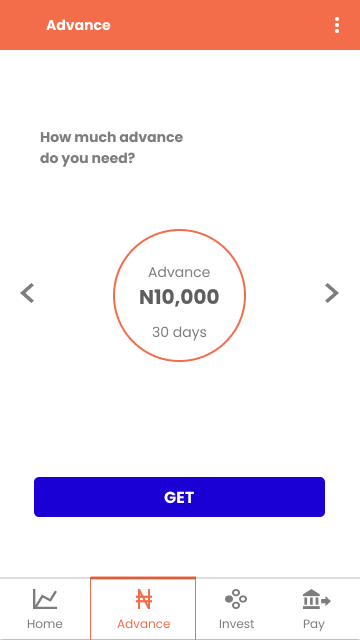 Advance
How much advance
do you need?
Advance
N10,000
30 days
GET
Home
Advance
Invest
Pay